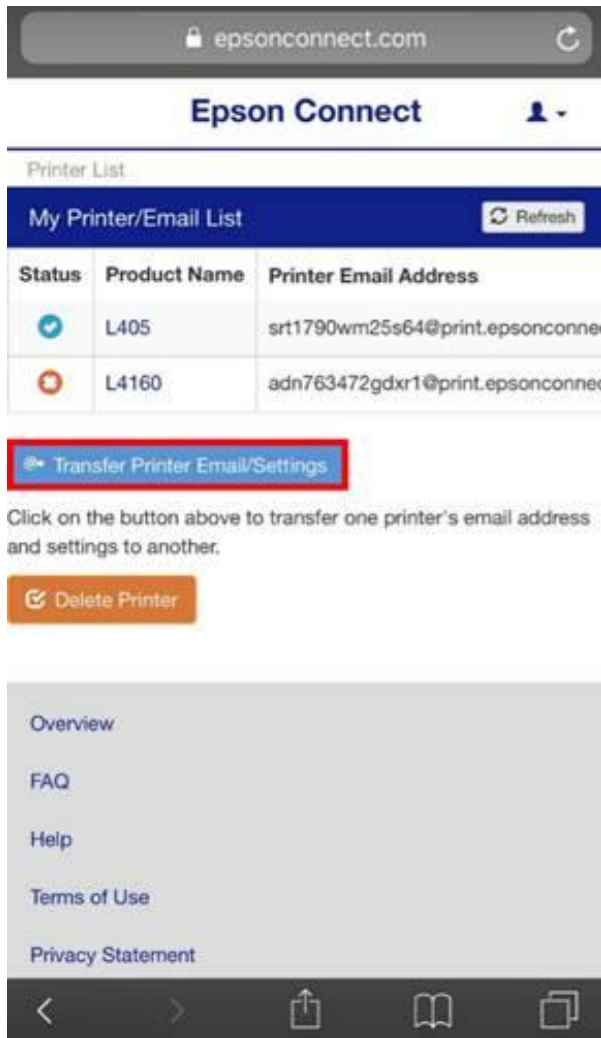 epsonconnect.com
Epson Connect
Printer List
My Printer/Email List
Refresh
Status Product Name Printer Email Address
L405 srt1790wm25s64@print.epsonconne
L4160 adn763472gdxr1@print.epsonconnec
Transfer Printer Email/Settings
Click on the button above to transfer one printer's email address
and settings to another.
Delete Printer
Overview
FAQ
Help
Terms of Use
Privacy Statement